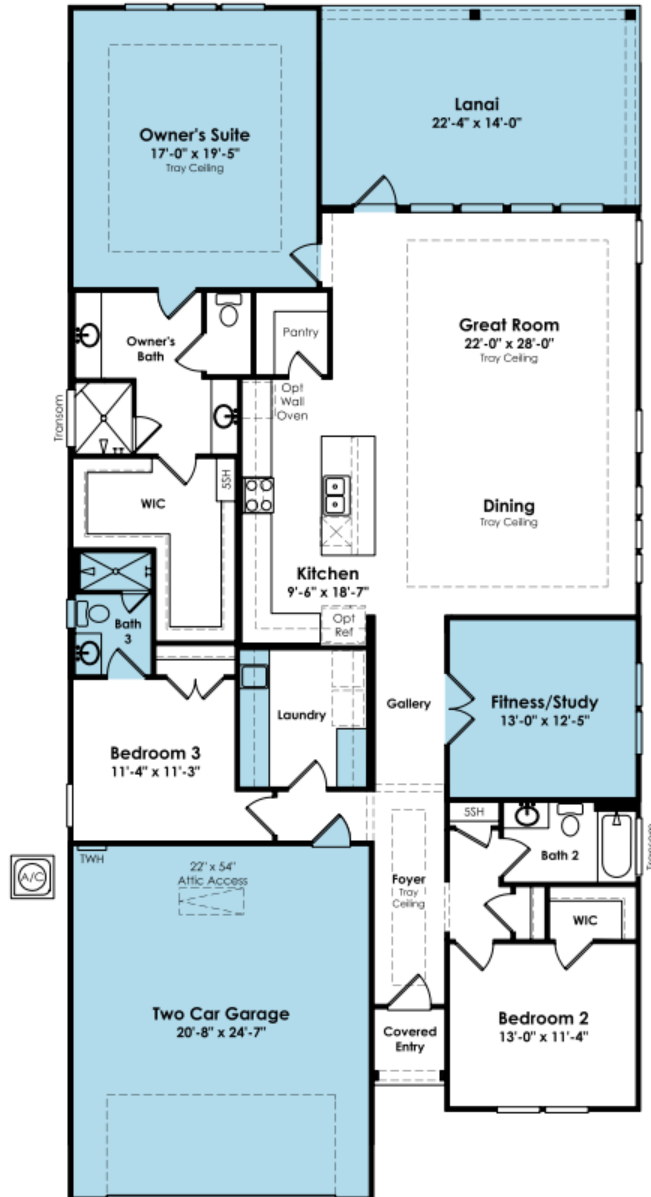 Owner's Suite
17'-0" x 19'-5"
Tray Ceiling
Lanai
22'-4" x 14'-0"
Owner's
Bath
Pantry
Great Room
22'-0" x 28'-0"
Tray Ceiling
Transom
Opt
Wall
Oven
WIC
5SH
Dining
Tray Ceiling
Kitchen
9'-6" x 18'-7"
Opt
Ref
Bath
3
Laundry
Gallery
Fitness/Study
13'-0" x 12'-5"
Bedroom 3
11'-4" x 11'-3"
5SH
Bath 2
Transom
TWH
22" x 54"
Attic Access
A/C
Foyer
Tray
Ceiling
WIC
Two Car Garage
20'-8" x 24'-7"
Covered
Entry
Bedroom 2
13'-0" x 11'-4"